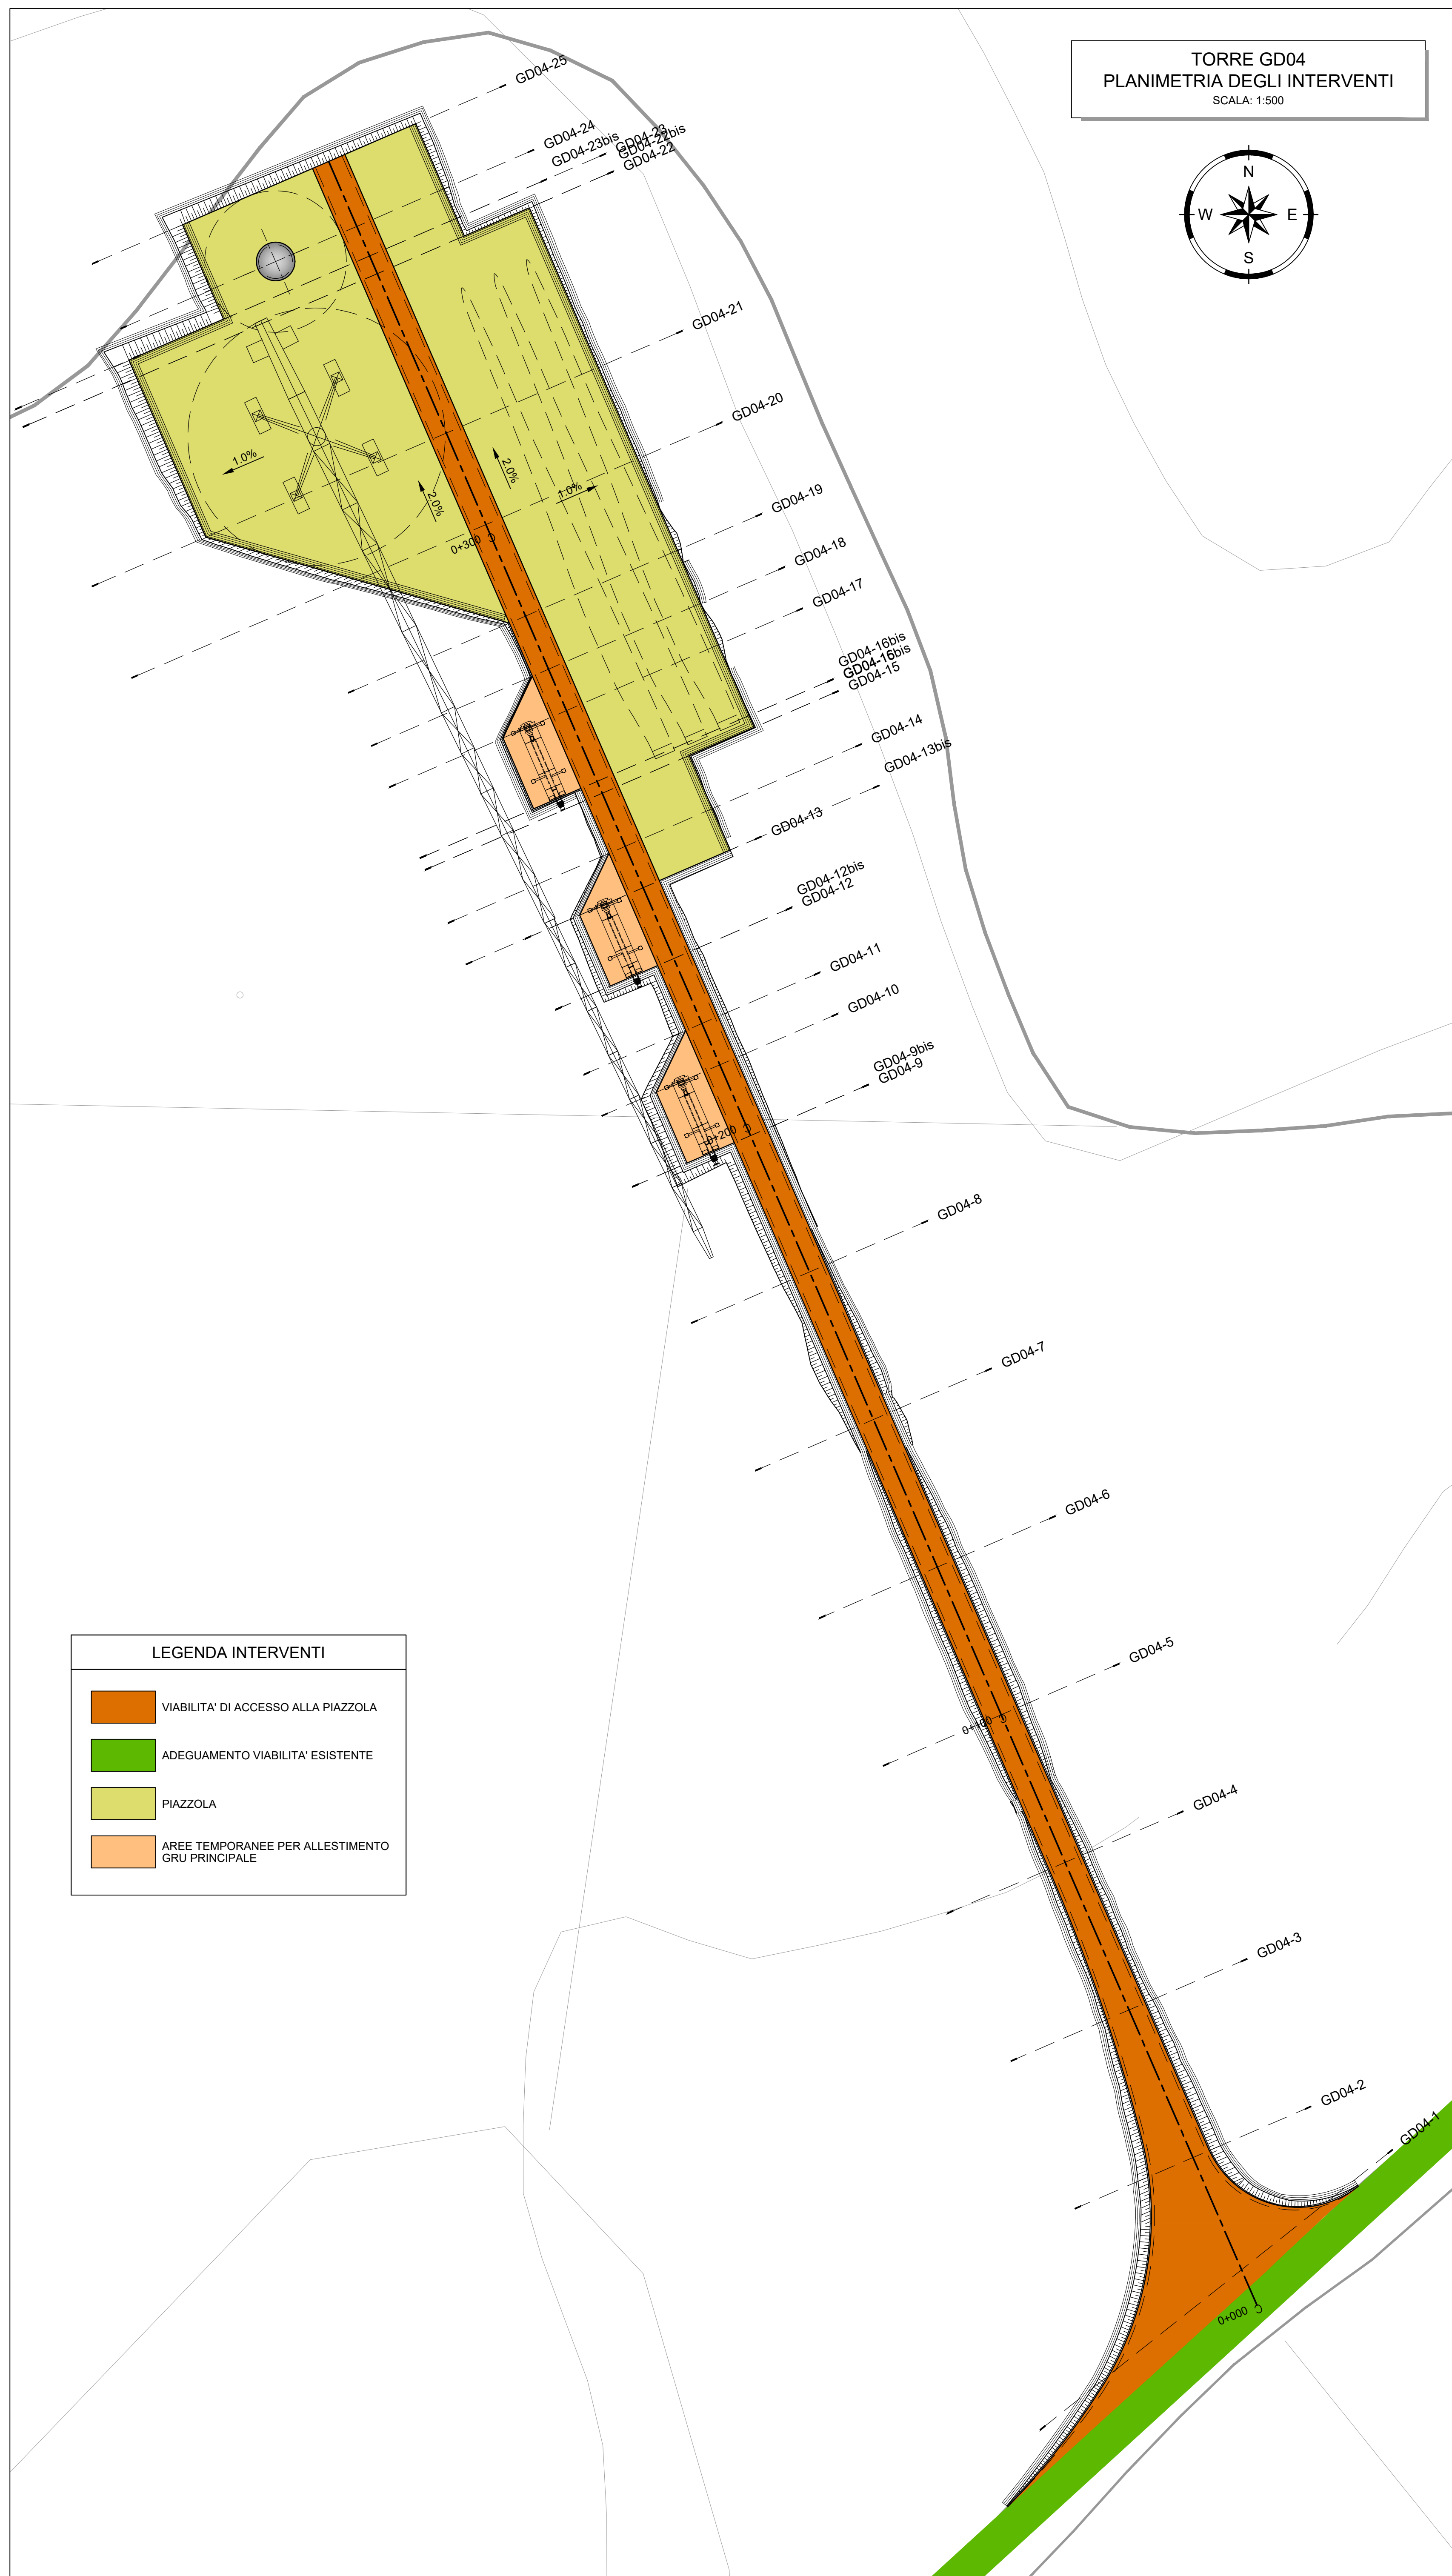 TORRE GD04
PLANIMETRIA DEGLI INTERVENTI
SCALA: 1:500
N
W
E
S
GD04-25
GD04-24
GD04-23bis
GD04-23
GD04-22bis
GD04-22
GD04-21
GD04-20
GD04-19
GD04-18
GD04-17
GD04-16bis
GD04-15
GD04-14
GD04-13bis
GD04-13
GD04-12bis
GD04-12
GD04-11
GD04-10
GD04-9bis
GD04-9
GD04-8
GD04-7
GD04-6
GD04-5
GD04-4
GD04-3
GD04-2
GD04-1
1.0%
2.0%
2.0%
1.0%
0+300
0+200
0+100
0+000
LEGENDA INTERVENTI
VIABILITA' DI ACCESSO ALLA PIAZZOLA
ADEGUAMENTO VIABILITA' ESISTENTE
PIAZZOLA
AREE TEMPORANEE PER ALLESTIMENTO
GRU PRINCIPALE